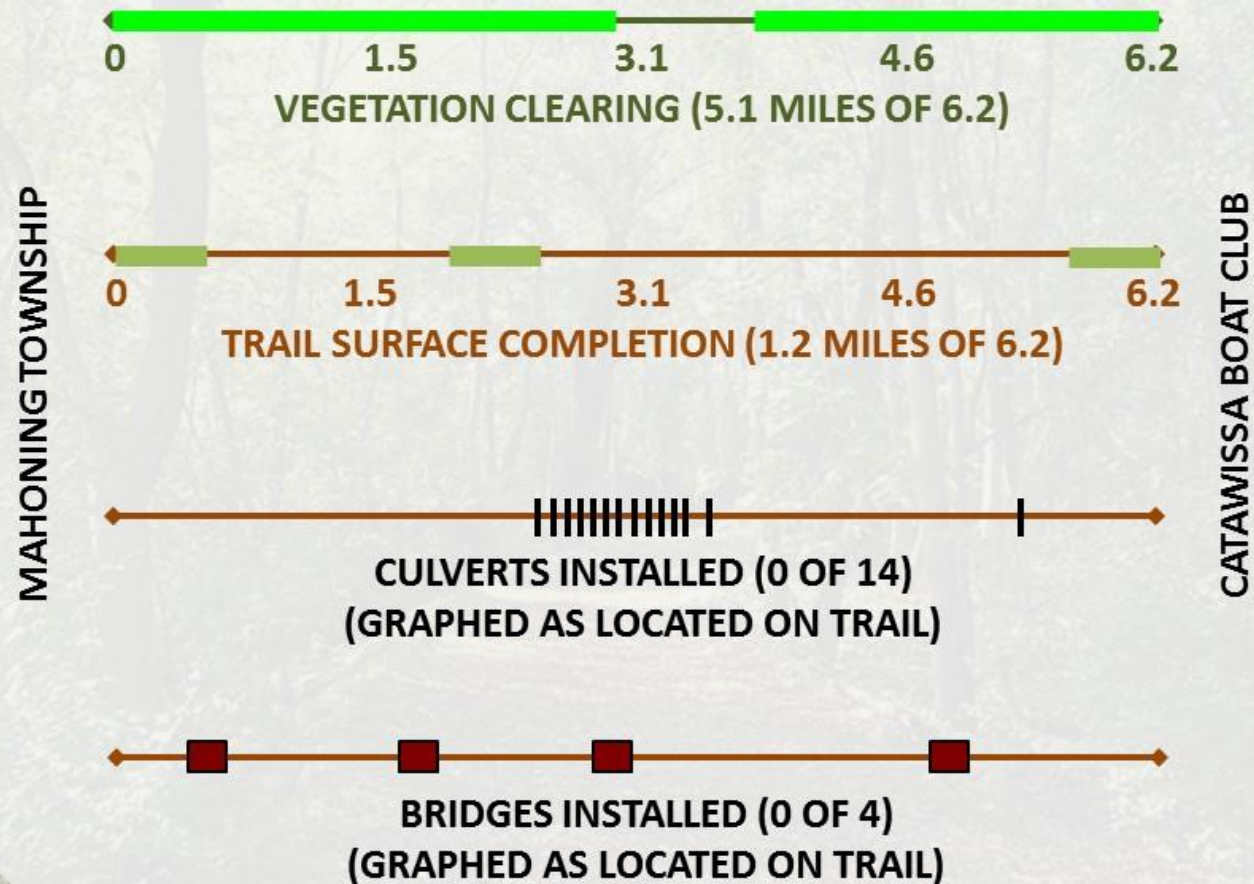 0 1.5 3.1 4.6 6.2
VEGETATION CLEARING (5.1 MILES OF 6.2)
MAHONING TOWNSHIP
CATAWISSA BOAT CLUB
0 1.5 3.1 4.6 6.2
TRAIL SURFACE COMPLETION (1.2 MILES OF 6.2)
CULVERTS INSTALLED (0 OF 14)
(GRAPHED AS LOCATED ON TRAIL)
BRIDGES INSTALLED (0 OF 4)
(GRAPHED AS LOCATED ON TRAIL)